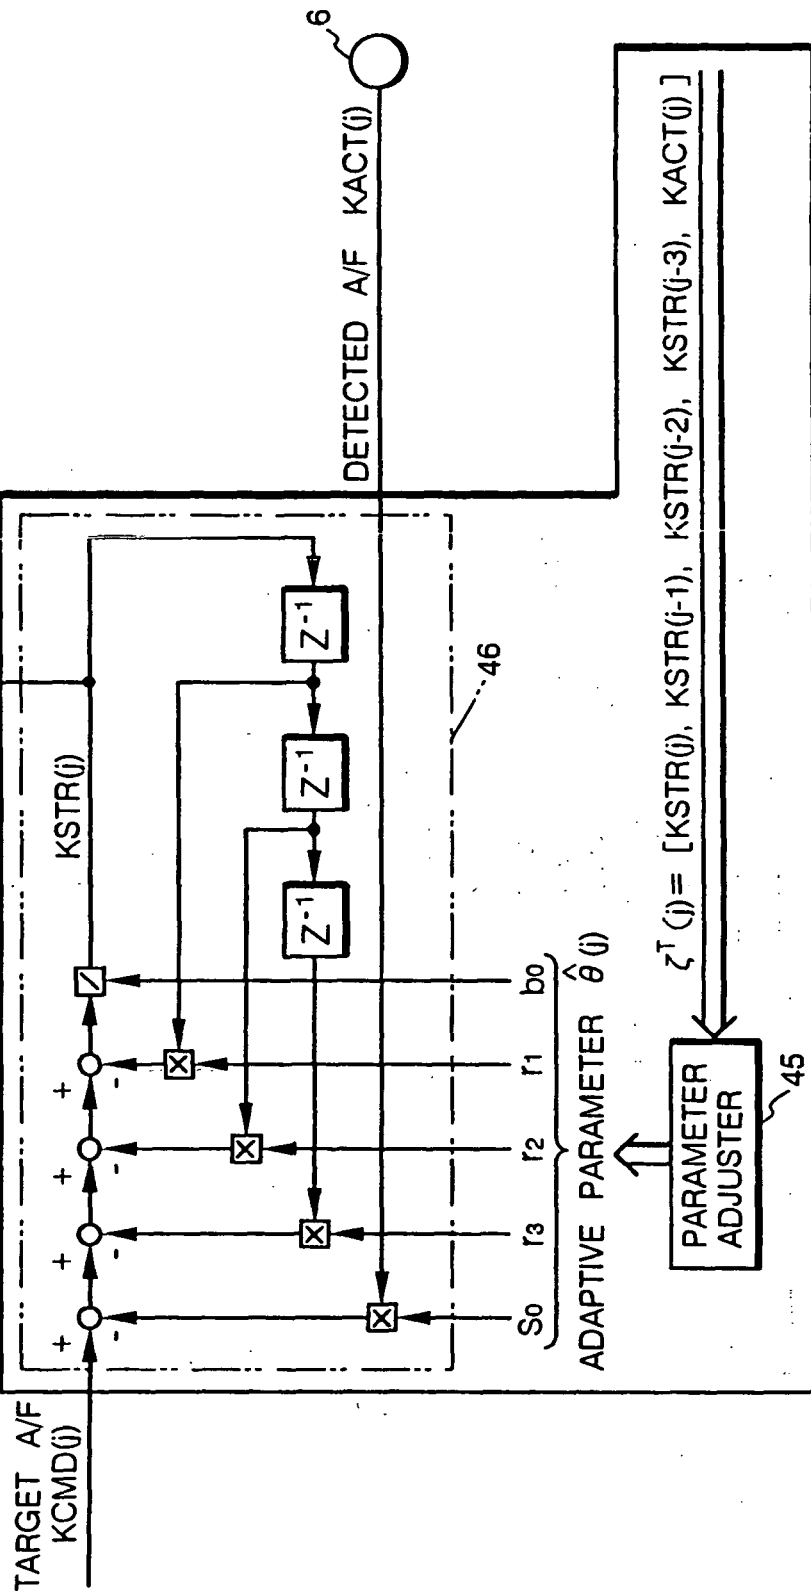 TARGET A/F
KCMD(j)
+
-
+
-
+
-
+
-
KSTR(j)
Z⁻¹
Z⁻¹
Z⁻¹
46
DETECTED A/F KACT(j)
6
S0
r3
r2
r1
b0
ADAPTIVE PARAMETER θ̂ (j)
PARAMETER
ADJUSTER
45
ζᵀ (j) = [KSTR(j), KSTR(j-1), KSTR(j-2), KSTR(j-3), KACT(j) ]